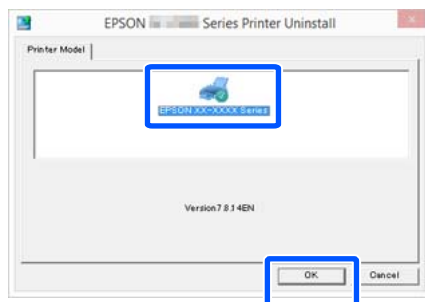 EPSON Series Printer Uninstall
Printer Model
EPSON XX-XXXX Series
Version7.8.14EN
OK
Cancel